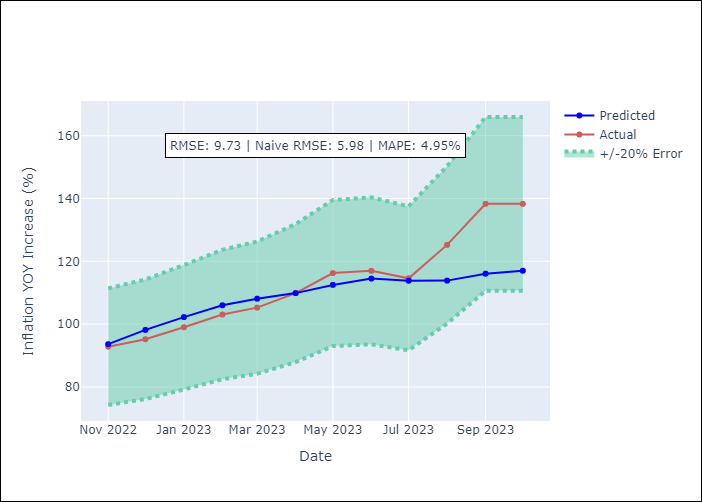 RMSE: 9.73 | Naive RMSE: 5.98 | MAPE: 4.95%
Predicted
Actual
+/-20% Error
Inflation YOY Increase (%)
160
140
120
100
80
Nov 2022
Jan 2023
Mar 2023
May 2023
Jul 2023
Sep 2023
Date